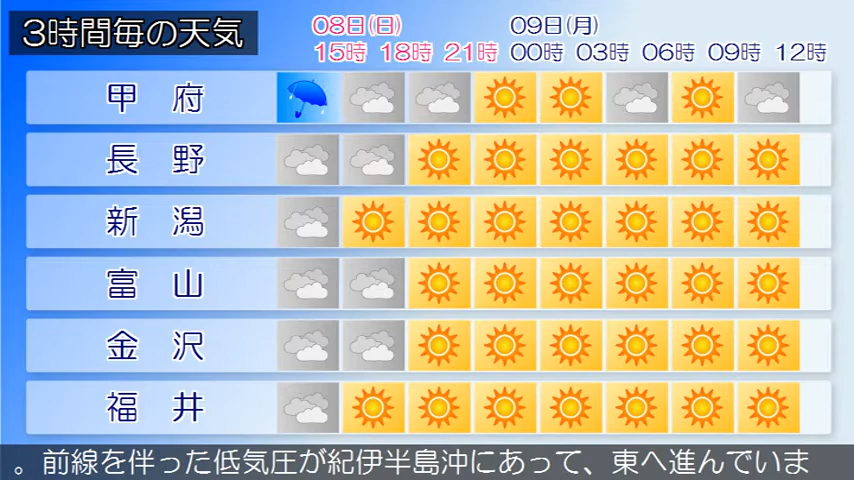 3時間毎の天気
08日(日) 09日(月)
15時 18時 21時 00時 03時 06時 09時 12時
甲府
長野
新潟
富山
金沢
福井
。前線を伴った低気圧が紀伊半島沖にあって、東へ進んでいま